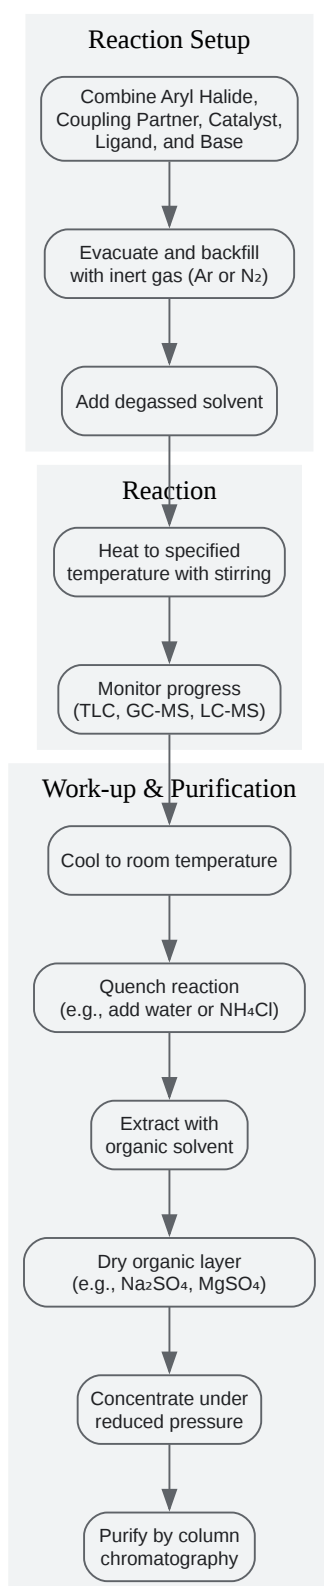 Reaction Setup
Combine Aryl Halide,
Coupling Partner, Catalyst,
Ligand, and Base
Evacuate and backfill
with inert gas (Ar or N₂)
Add degassed solvent
Reaction
Heat to specified
temperature with stirring
Monitor progress
(TLC, GC-MS, LC-MS)
Work-up & Purification
Cool to room temperature
Quench reaction
(e.g., add water or NH₄Cl)
Extract with
organic solvent
Dry organic layer
(e.g., Na₂SO₄, MgSO₄)
Concentrate under
reduced pressure
Purify by column
chromatography